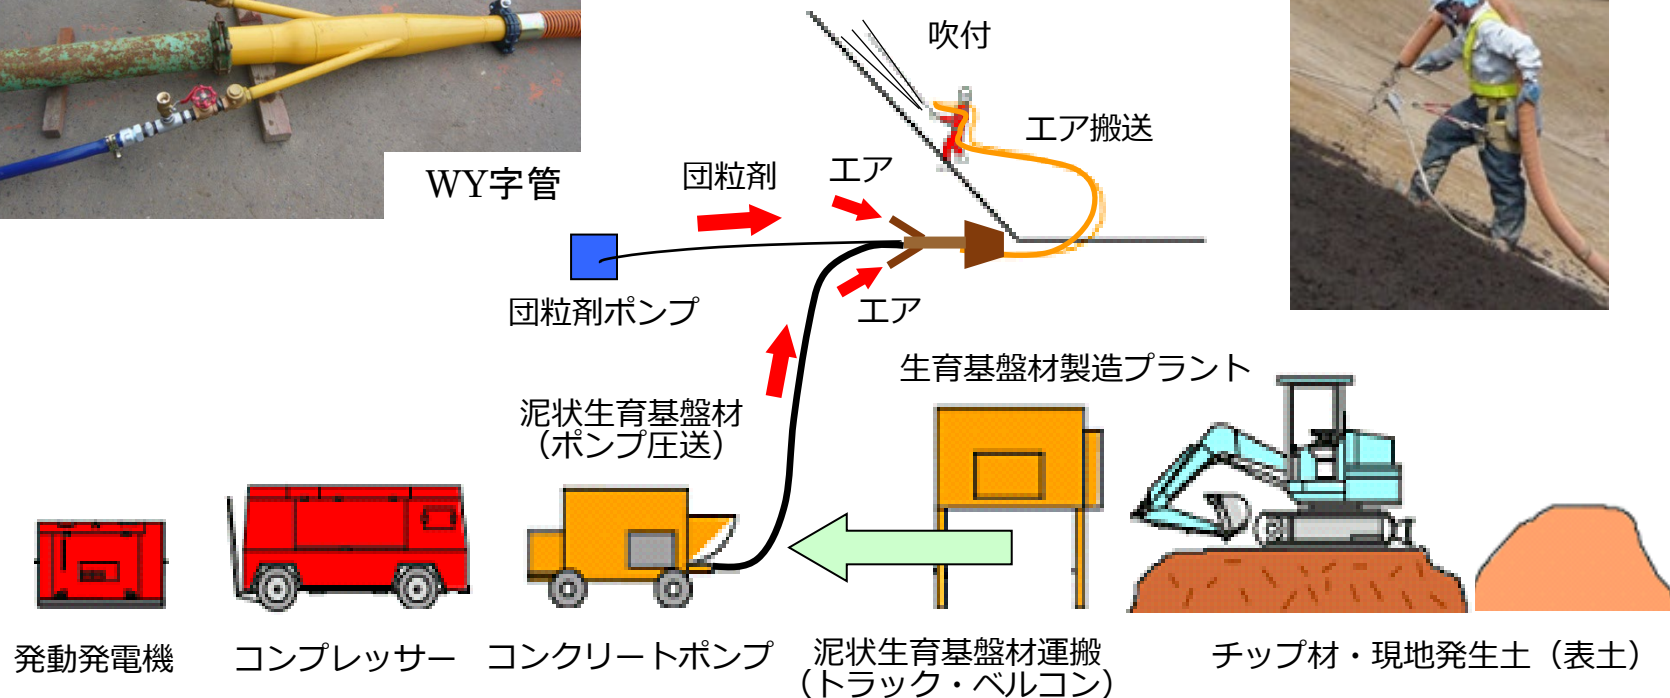 吹付
エア搬送
WY字管
団粒剤
エア
団粒剤ポンプ
エア
生育基盤材製造プラント
泥状生育基盤材
（ポンプ圧送）
発動発電機
コンプレッサー
コンクリートポンプ
泥状生育基盤材運搬
（トラック・ベルコン）
チップ材・現地発生土（表土）